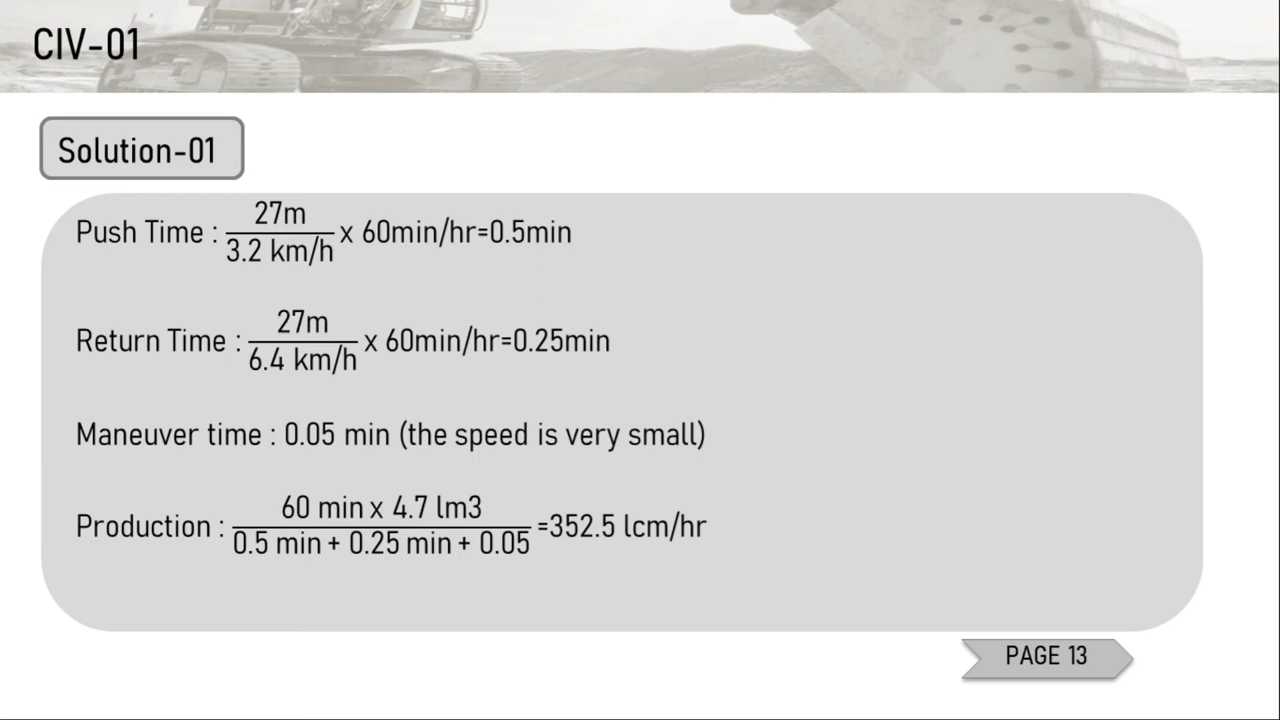 CIV-01
Solution-01
Push Time : 27m / 3.2 km/h x 60min/hr=0.5min
Return Time : 27m / 6.4 km/h x 60min/hr=0.25min
Maneuver time : 0.05 min (the speed is very small)
Production : 60 min x 4.7 lm3 / 0.5 min + 0.25 min + 0.05 =352.5 lcm/hr
PAGE 13